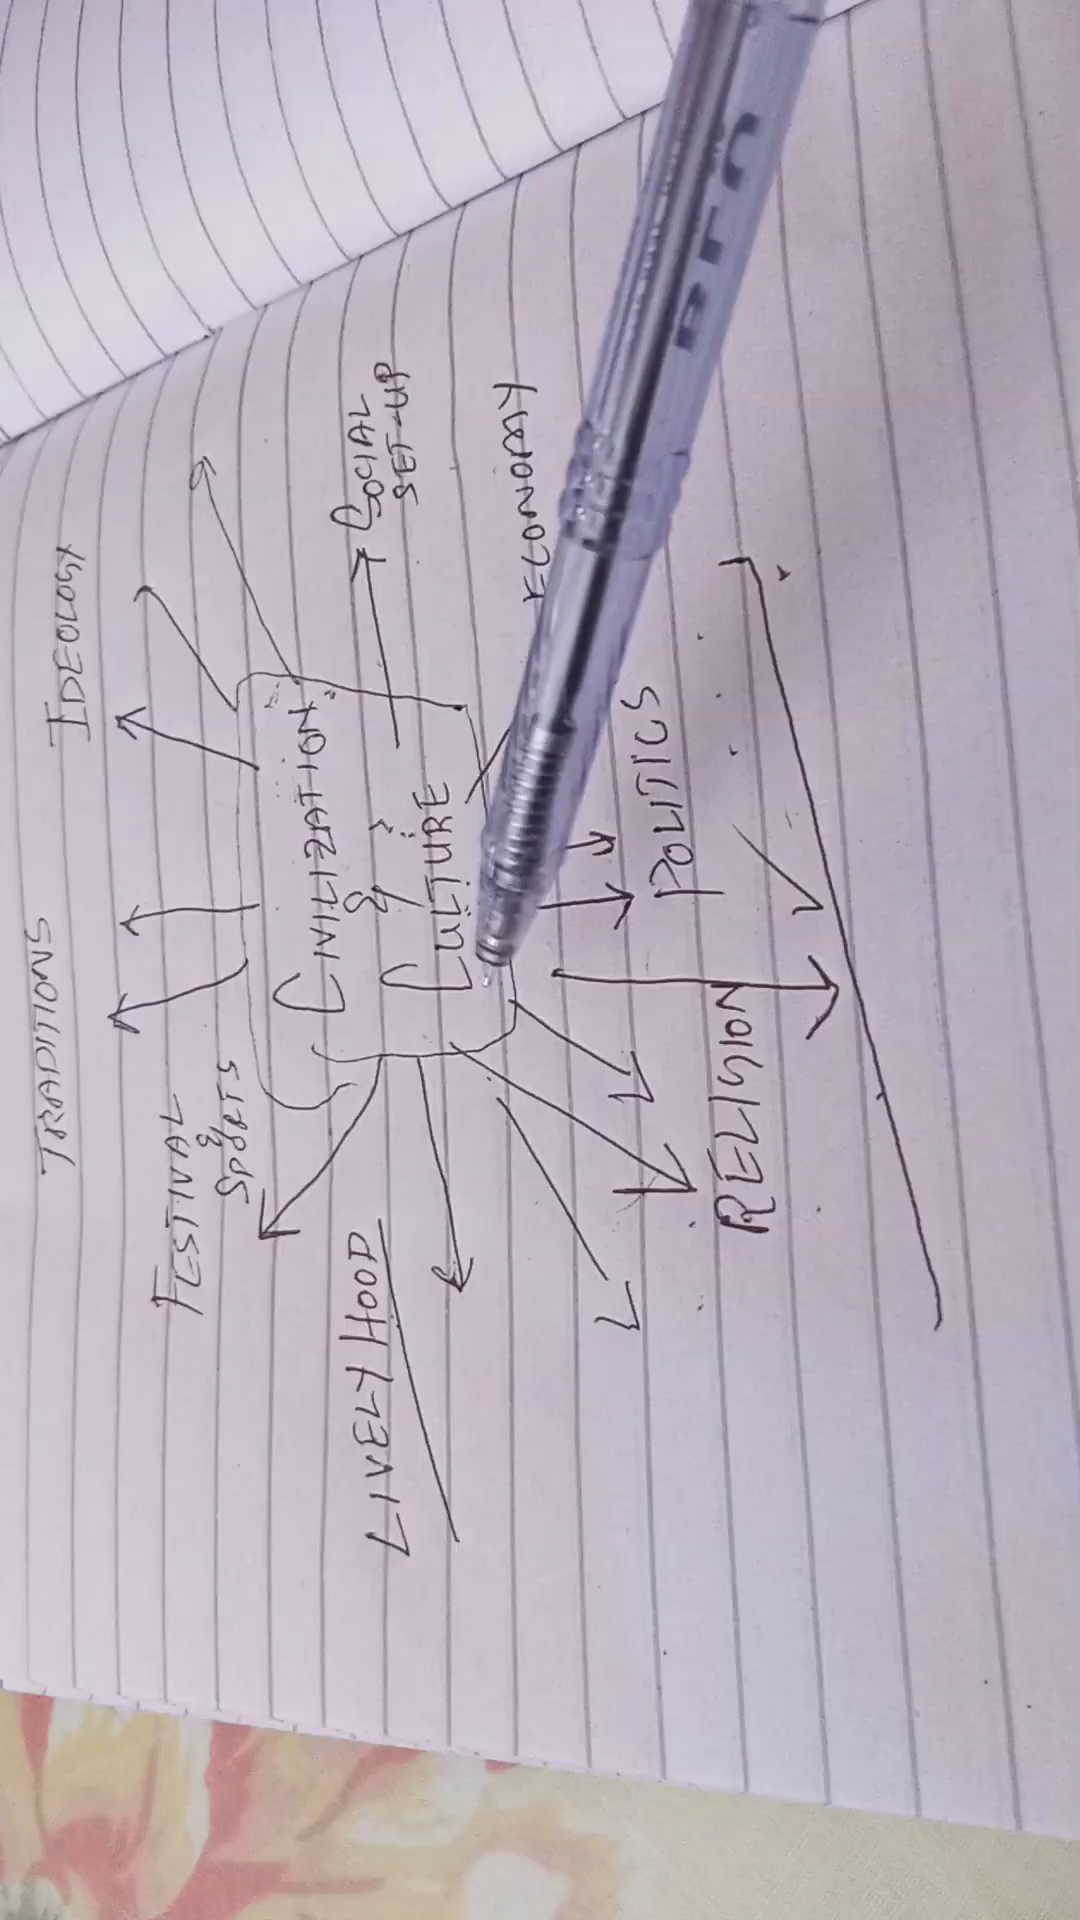 TRADITIONS
IDEOLOGY
FESTIVAL
&
SPORTS
CIVILIZATION
&
CULTURE
SOCIAL
SET-UP
LIVELYHOOD
ECONOMY
POLITICS
RELIGION